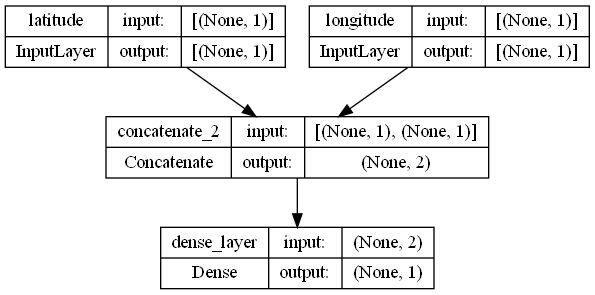 latitude input: [(None, 1)]
InputLayer output: [(None, 1)]
longitude input: [(None, 1)]
InputLayer output: [(None, 1)]
concatenate_2 input: [(None, 1), (None, 1)]
Concatenate output: (None, 2)
dense_layer input: (None, 2)
Dense output: (None, 1)